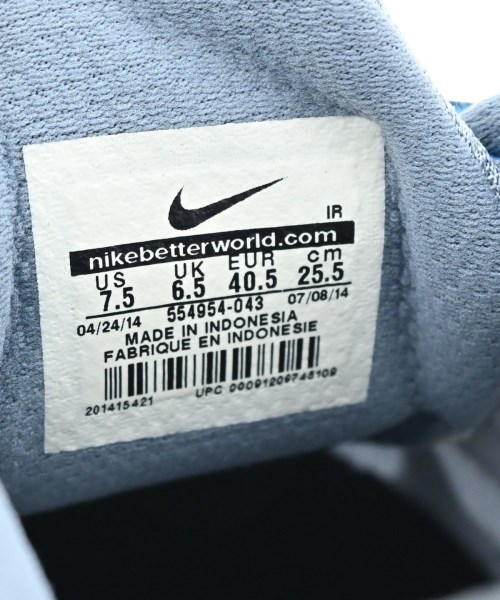 IR
nikebetterworld.com
US UK EUR cm
7.5 6.5 40.5 25.5
04/24/14 554954-043 07/08/14
MADE IN INDONESIA
FABRIQUE EN INDONESIE
201415421 UPC